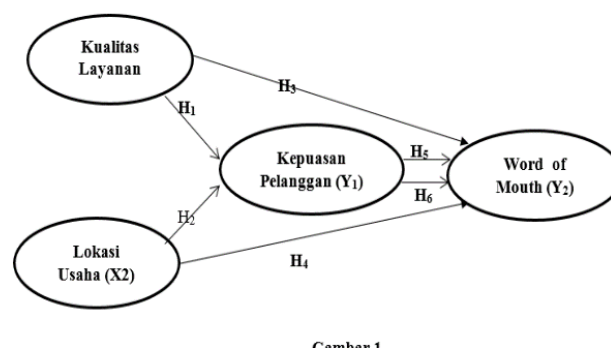 Kualitas
Layanan
H3
H1
Kepuasan
Pelanggan (Y1)
H5
H6
Word of
Mouth (Y2)
H2
Lokasi
Usaha (X2)
H4
Gambar 1